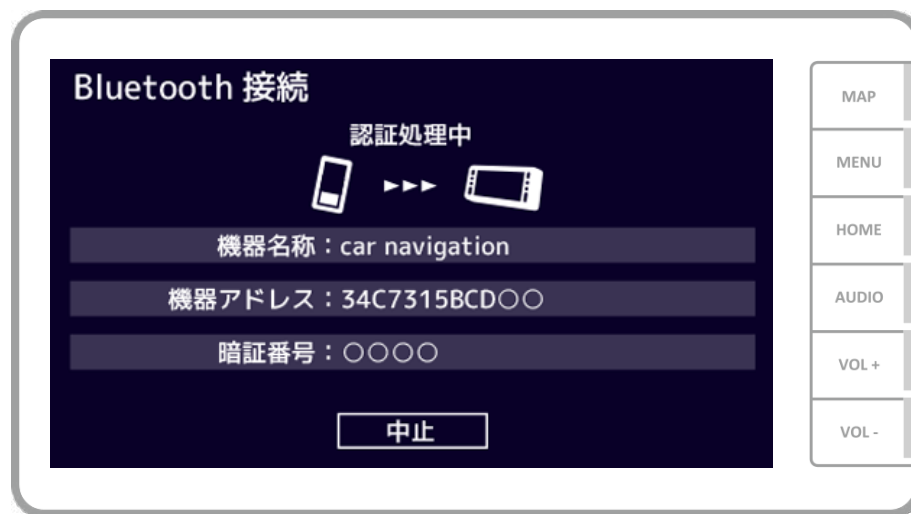 Bluetooth 接続
認証処理中
機器名称：car navigation
機器アドレス：34C7315BCD○○
暗証番号：○○○○
中止
MAP
MENU
HOME
AUDIO
VOL +
VOL -